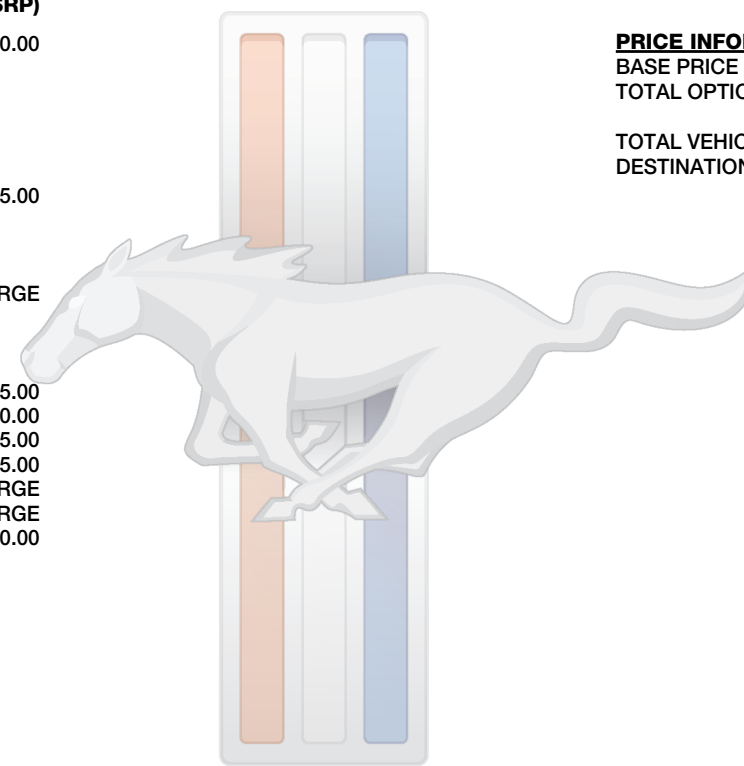 SRP)
0.00
5.00
RGE
5.00
0.00
5.00
5.00
RGE
RGE
0.00
PRICE INFO
BASE PRICE
TOTAL OPTIO
TOTAL VEHIC
DESTINATION